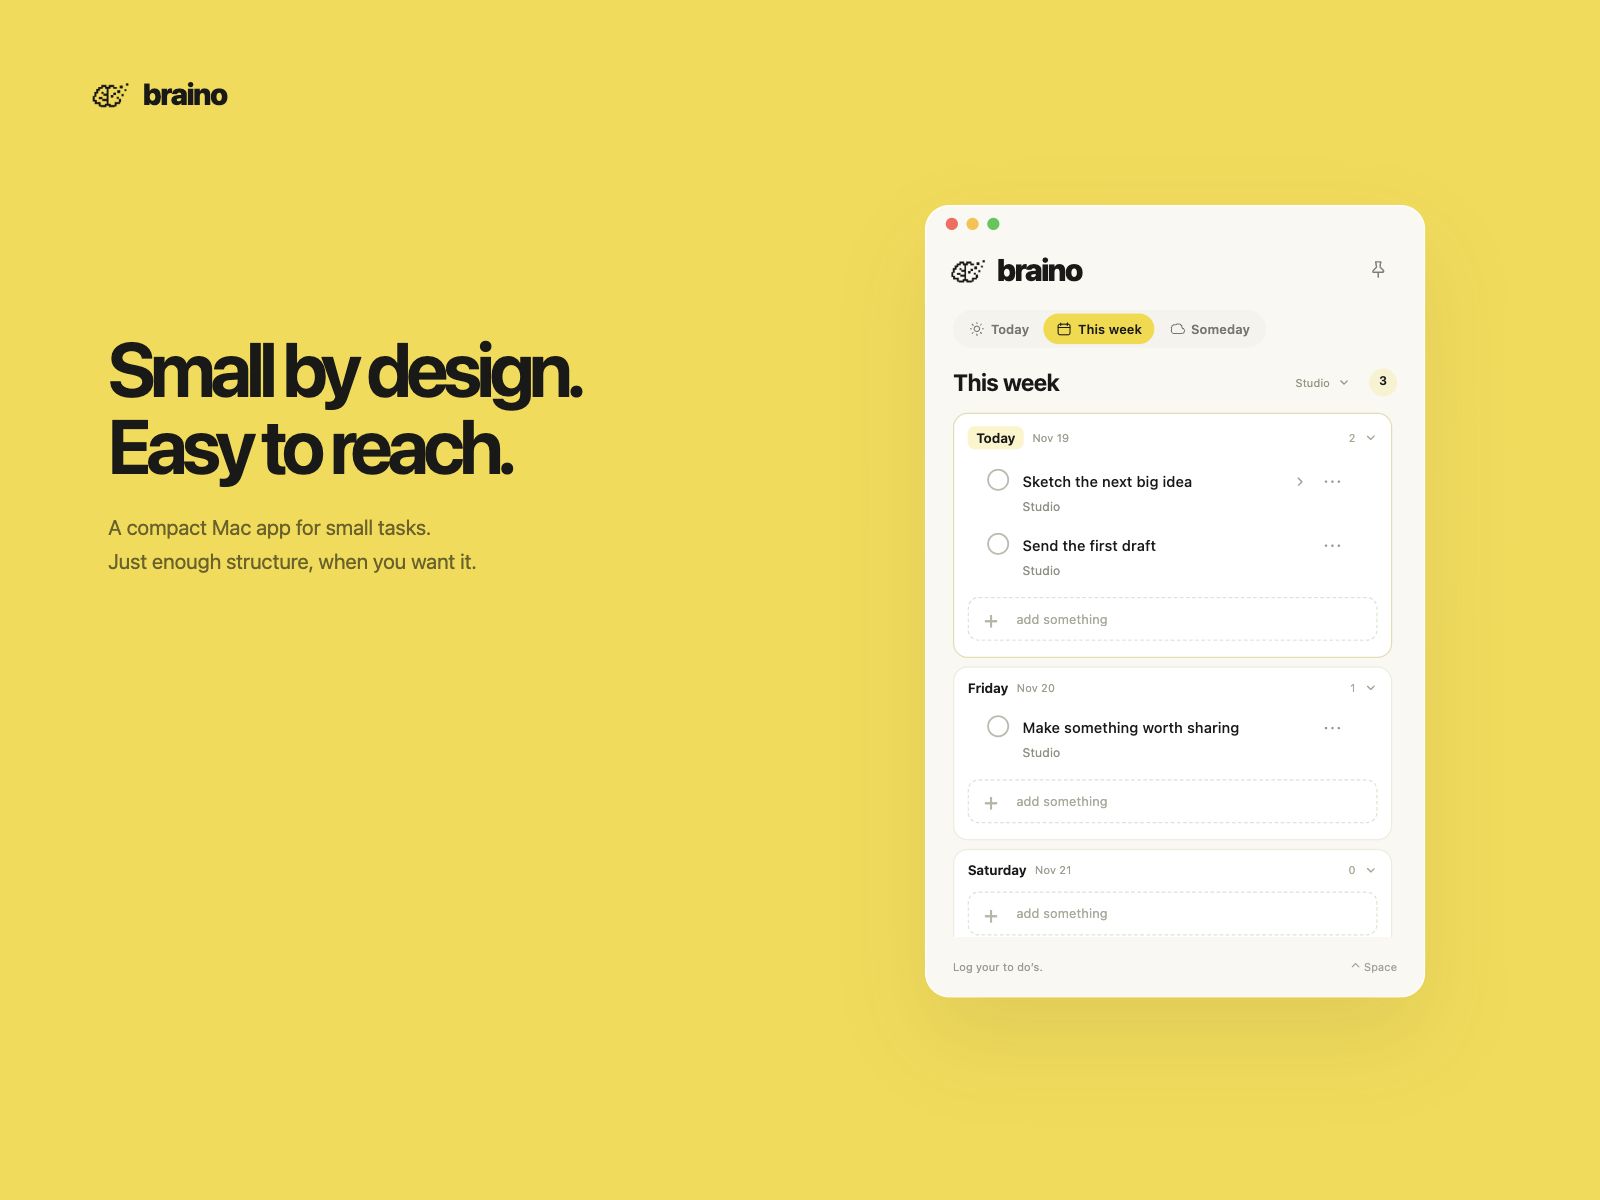 braino
Small by design.
Easy to reach.
A compact Mac app for small tasks.
Just enough structure, when you want it.
braino
Today This week Someday
This week Studio 3
Today Nov 19 2
Sketch the next big idea
Studio
Send the first draft
Studio
+ add something
Friday Nov 20 1
Make something worth sharing
Studio
+ add something
Saturday Nov 21 0
+ add something
Log your to do's. ^ Space